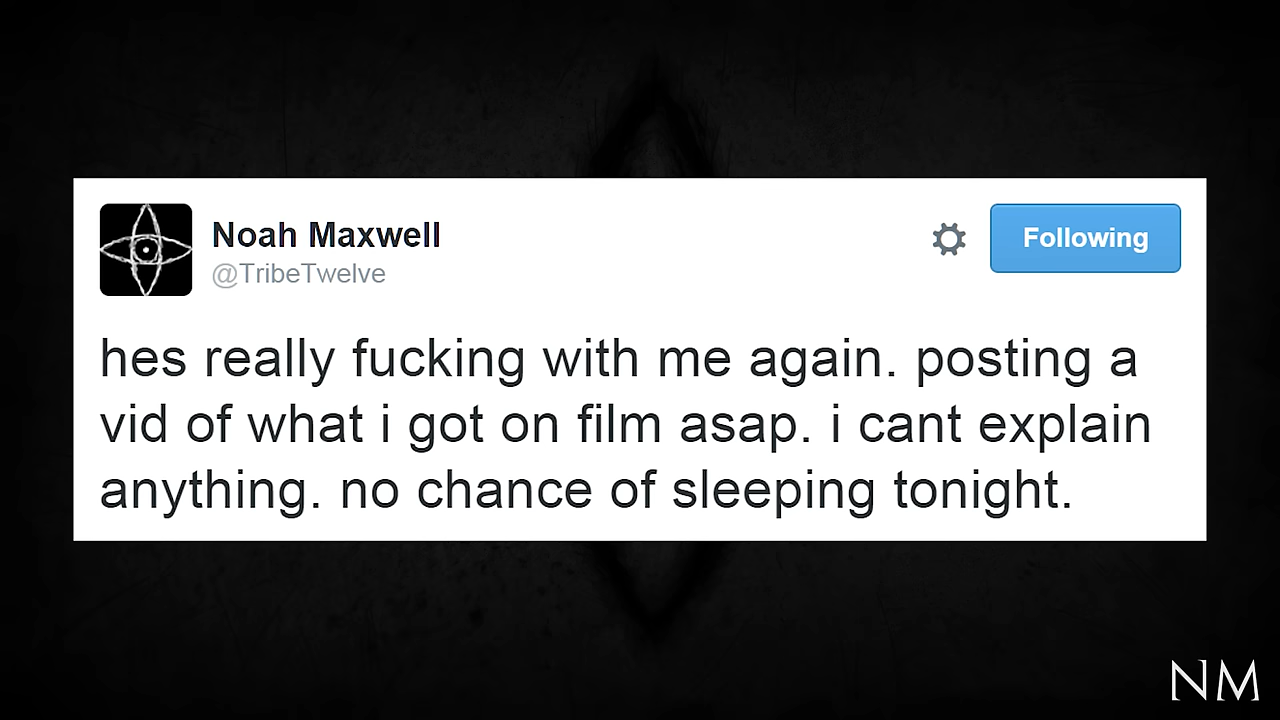 Noah Maxwell
@TribeTwelve
Following
hes really fucking with me again. posting a
vid of what i got on film asap. i cant explain
anything. no chance of sleeping tonight.
NM